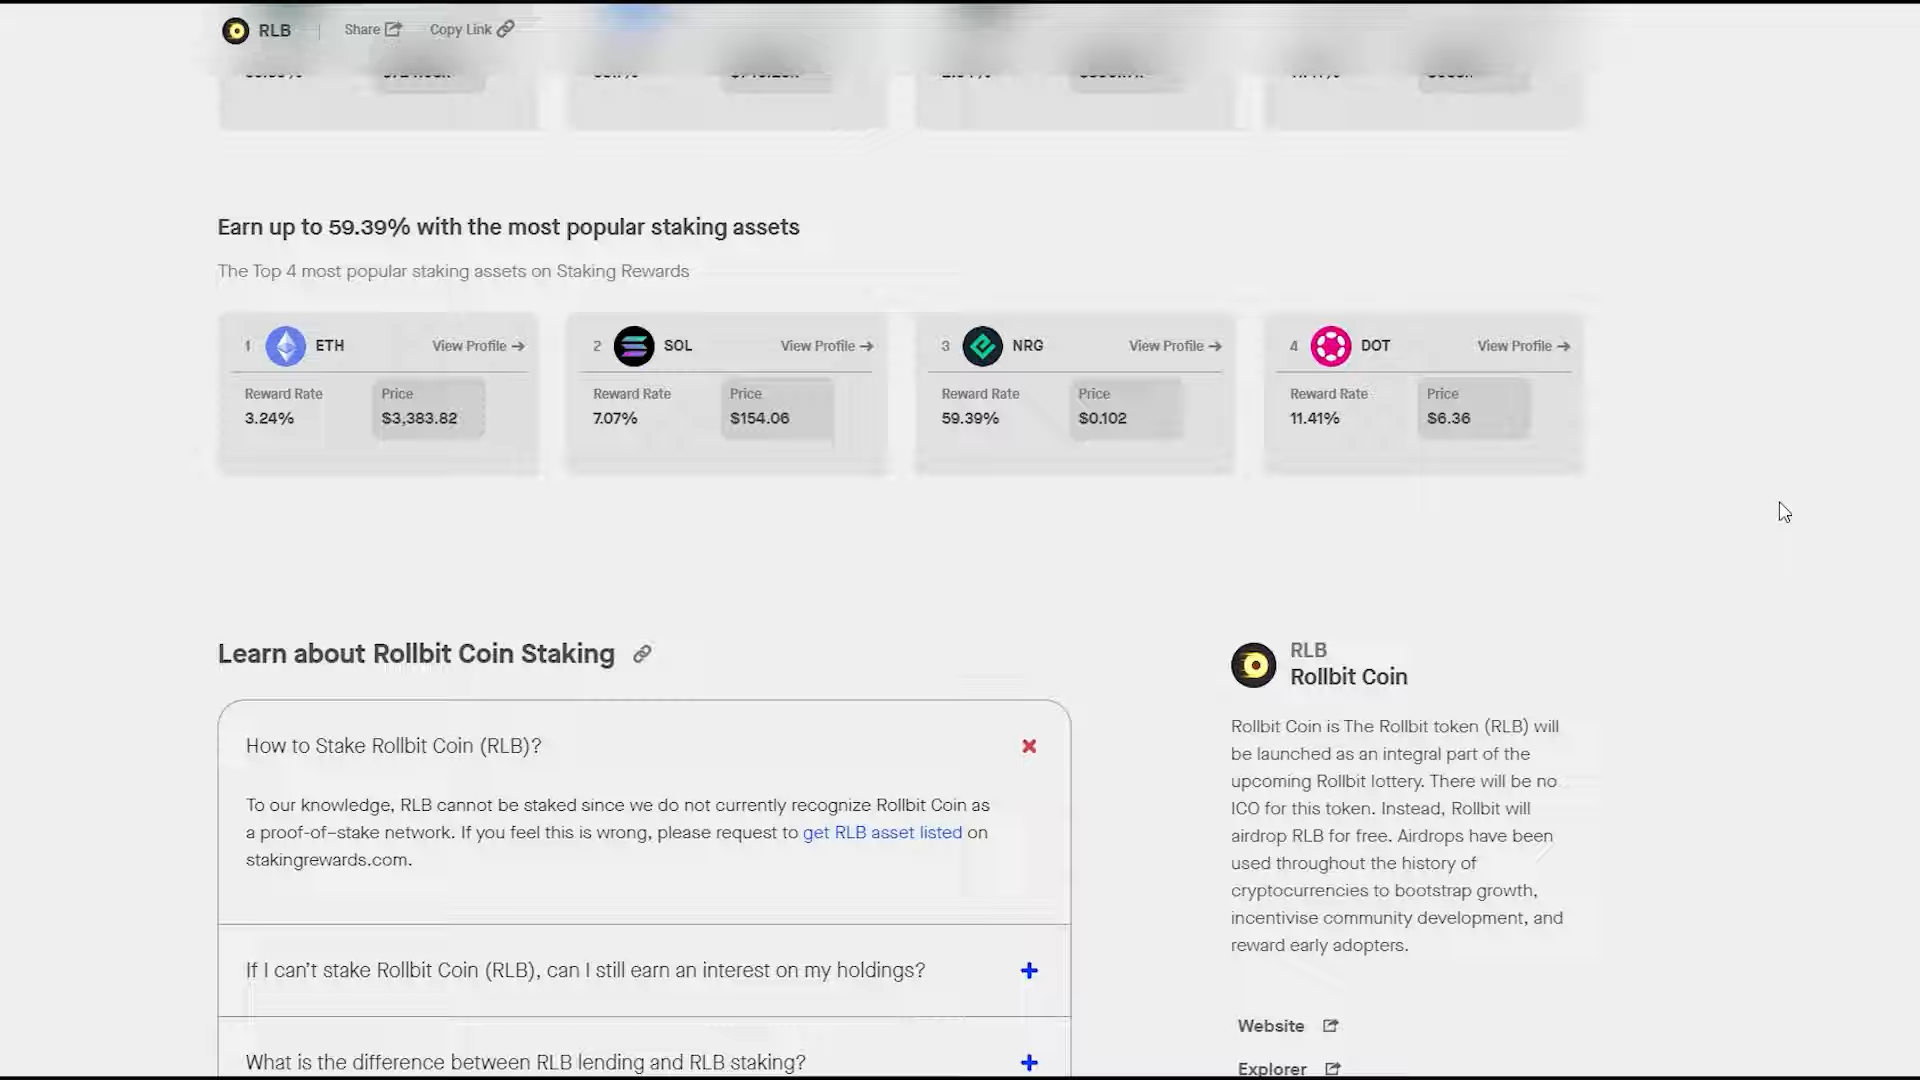 RLB | Share Copy Link
Earn up to 59.39% with the most popular staking assets
The Top 4 most popular staking assets on Staking Rewards
1 ETH View Profile →
Reward Rate Price
3.24% $3,383.82
2 SOL View Profile →
Reward Rate Price
7.07% $154.06
3 NRG View Profile →
Reward Rate Price
59.39% $0.102
4 DOT View Profile →
Reward Rate Price
11.41% $6.36
Learn about Rollbit Coin Staking
How to Stake Rollbit Coin (RLB)?
To our knowledge, RLB cannot be staked since we do not currently recognize Rollbit Coin as
a proof-of-stake network. If you feel this is wrong, please request to get RLB asset listed on
stakingrewards.com.
If I can't stake Rollbit Coin (RLB), can I still earn an interest on my holdings?
What is the difference between RLB lending and RLB staking?
RLB
Rollbit Coin
Rollbit Coin is The Rollbit token (RLB) will
be launched as an integral part of the
upcoming Rollbit lottery. There will be no
ICO for this token. Instead, Rollbit will
airdrop RLB for free. Airdrops have been
used throughout the history of
cryptocurrencies to bootstrap growth,
incentivise community development, and
reward early adopters.
Website
Explorer